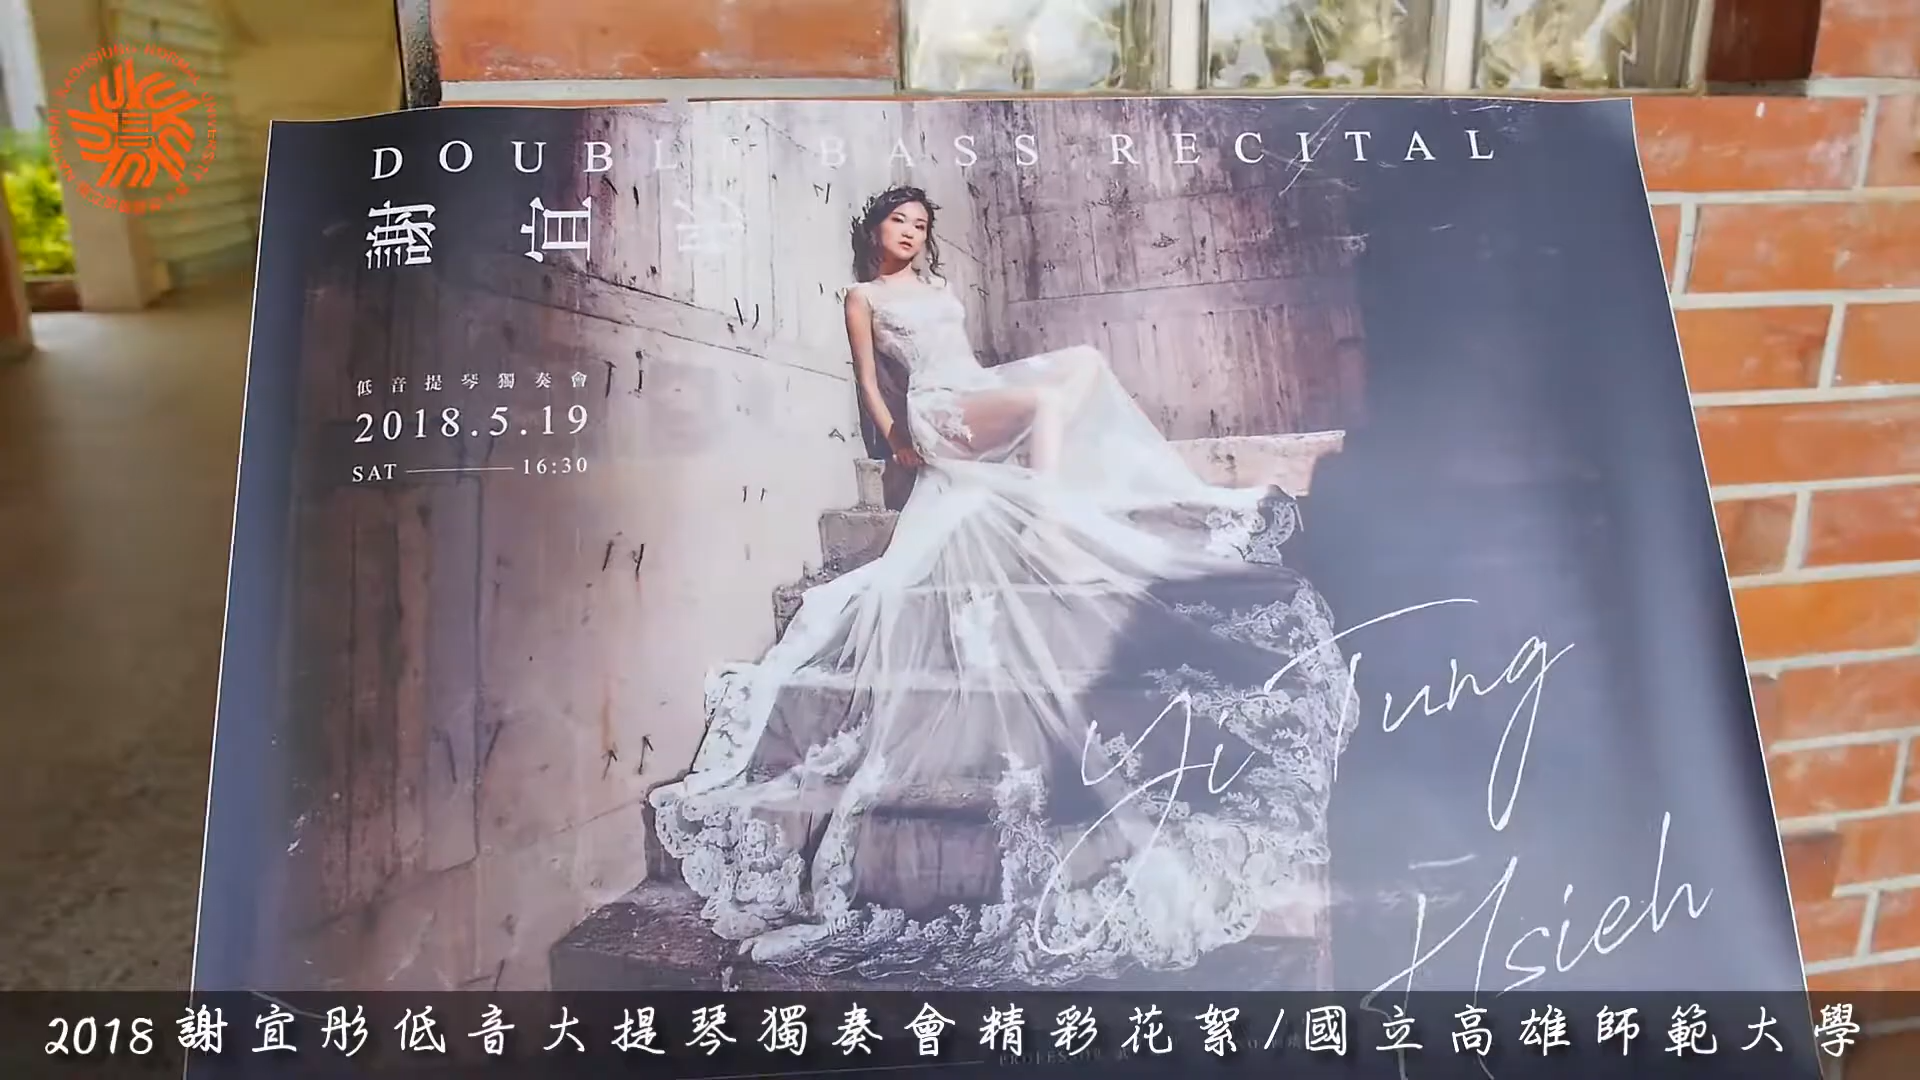 DOUBLE BASS RECITAL
謝宜彤
低音提琴獨奏會
2018.5.19
SAT 16:30
Yi Tung
Hsieh
2018謝宜彤低音大提琴獨奏會精彩花絮/國立高雄師範大學